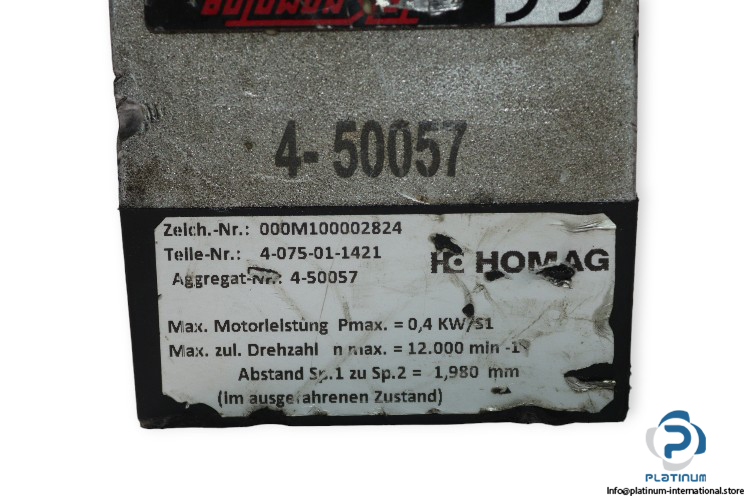 4-50057
Zeich.-Nr.: 000M100002824
Teile-Nr.: 4-075-01-1421
Aggregat-Nr.: 4-50057
HOMAG
Max. Motorleistung Pmax. = 0,4 KW/S1
Max. zul. Drehzahl n max. = 12.000 min -1
Abstand Sp.1 zu Sp.2 = 1,980 mm
(Im ausgefahrenen Zustand)
PLATINUM
Info@platinum-international.store